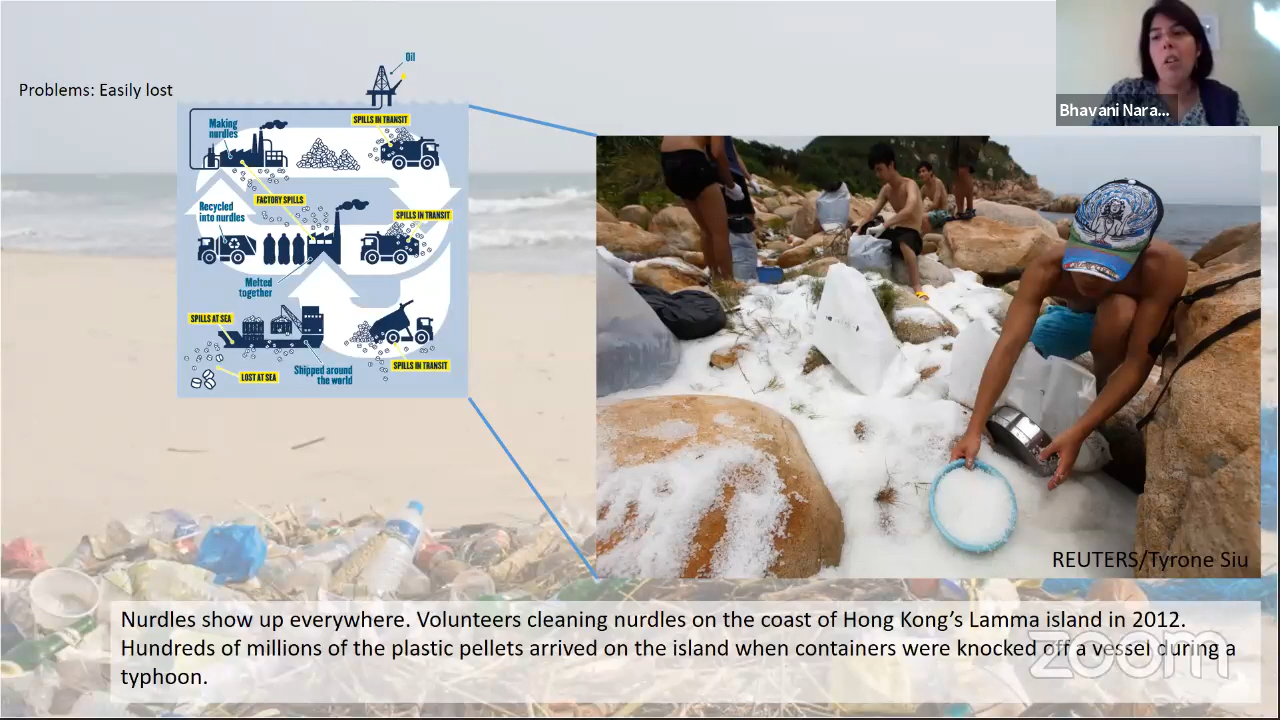 Problems: Easily lost
Bhavani Nara...
Oil
Making
nurdles
SPILLS IN TRANSIT
FACTORY SPILLS
Recycled
into nurdles
SPILLS IN TRANSIT
Melted
together
SPILLS AT SEA
LOST AT SEA
Shipped around
the world
SPILLS IN TRANSIT
REUTERS/Tyrone Siu
Nurdles show up everywhere. Volunteers cleaning nurdles on the coast of Hong Kong’s Lamma island in 2012.
Hundreds of millions of the plastic pellets arrived on the island when containers were knocked off a vessel during a
typhoon.
zoom